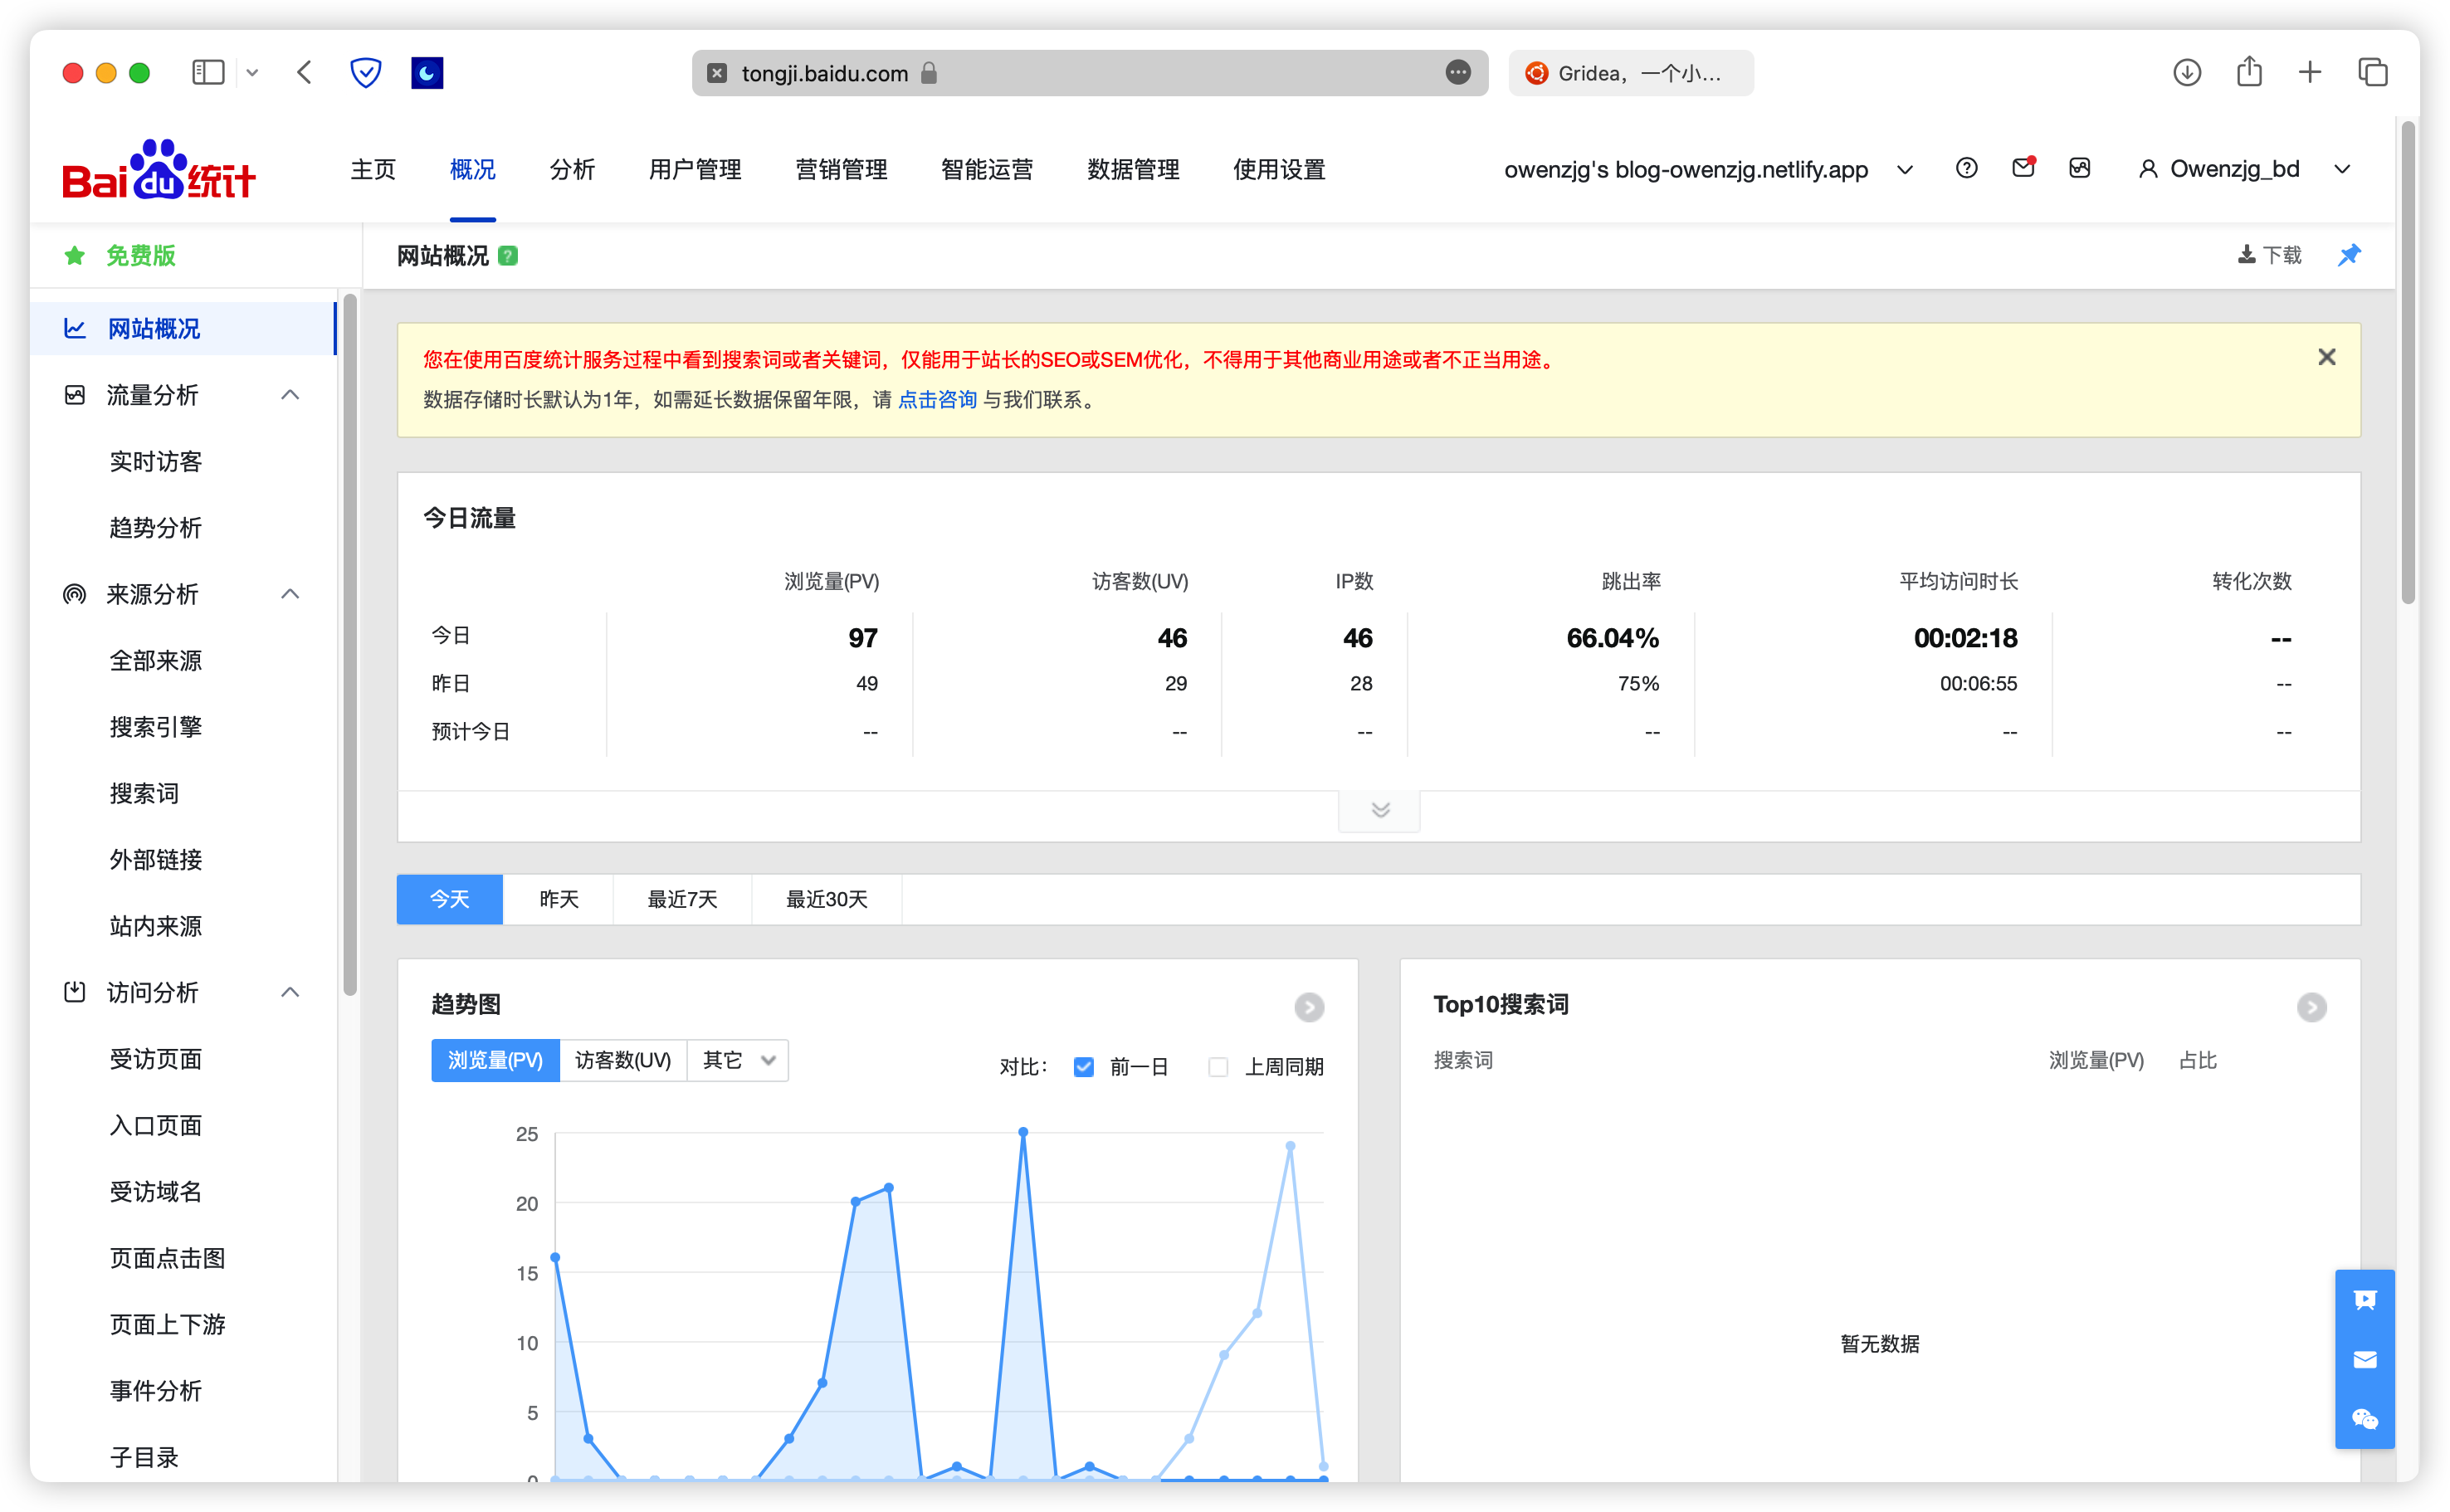 tongji.baidu.com
Gridea，一个小...
Bai du 统计
主页 概况 分析 用户管理 营销管理 智能运营 数据管理 使用设置
owenzjg's blog-owenzjg.netlify.app
Owenzjg_bd
免费版
网站概况
流量分析
实时访客
趋势分析
来源分析
全部来源
搜索引擎
搜索词
外部链接
站内来源
访问分析
受访页面
入口页面
受访域名
页面点击图
页面上下游
事件分析
子目录
网站概况 ?
下载
您在使用百度统计服务过程中看到搜索词或者关键词，仅能用于站长的SEO或SEM优化，不得用于其他商业用途或者不正当用途。
数据存储时长默认为1年，如需延长数据保留年限，请 点击咨询 与我们联系。
今日流量
浏览量(PV) 访客数(UV) IP数 跳出率 平均访问时长 转化次数
今日 97 46 46 66.04% 00:02:18 --
昨日 49 29 28 75% 00:06:55 --
预计今日 -- -- -- -- -- --
今天 昨天 最近7天 最近30天
趋势图
浏览量(PV) 访客数(UV) 其它
对比： 前一日 上周同期
25
20
15
10
5
0
Top10搜索词
搜索词 浏览量(PV) 占比
暂无数据